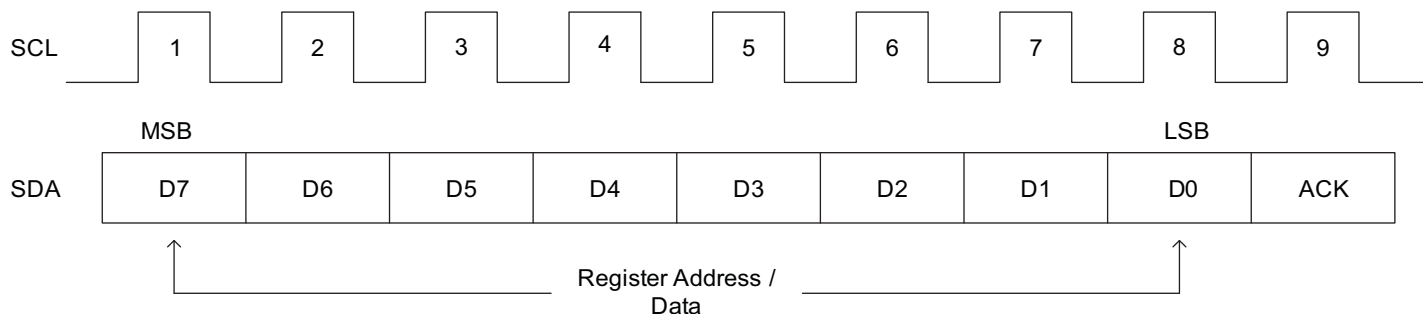 SCL 1 2 3 4 5 6 7 8 9
MSB LSB
SDA D7 D6 D5 D4 D3 D2 D1 D0 ACK
Register Address /
Data